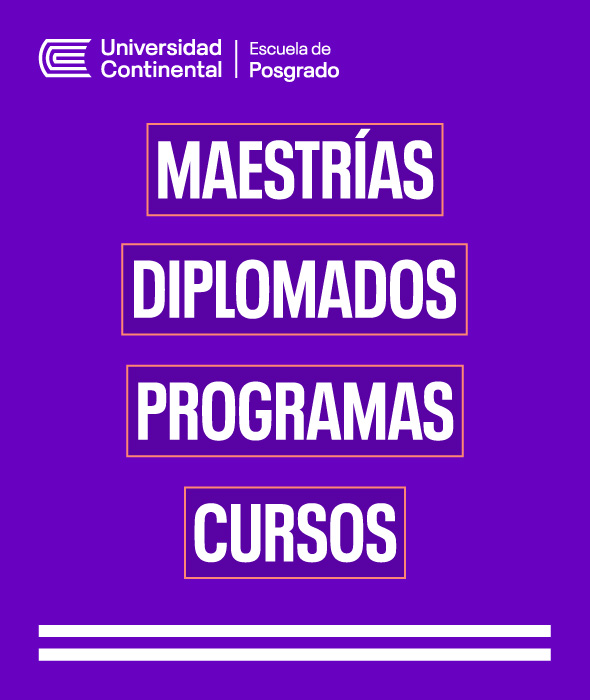 Universidad
Continental
Escuela de
Posgrado
MAESTRÍAS
DIPLOMADOS
PROGRAMAS
CURSOS